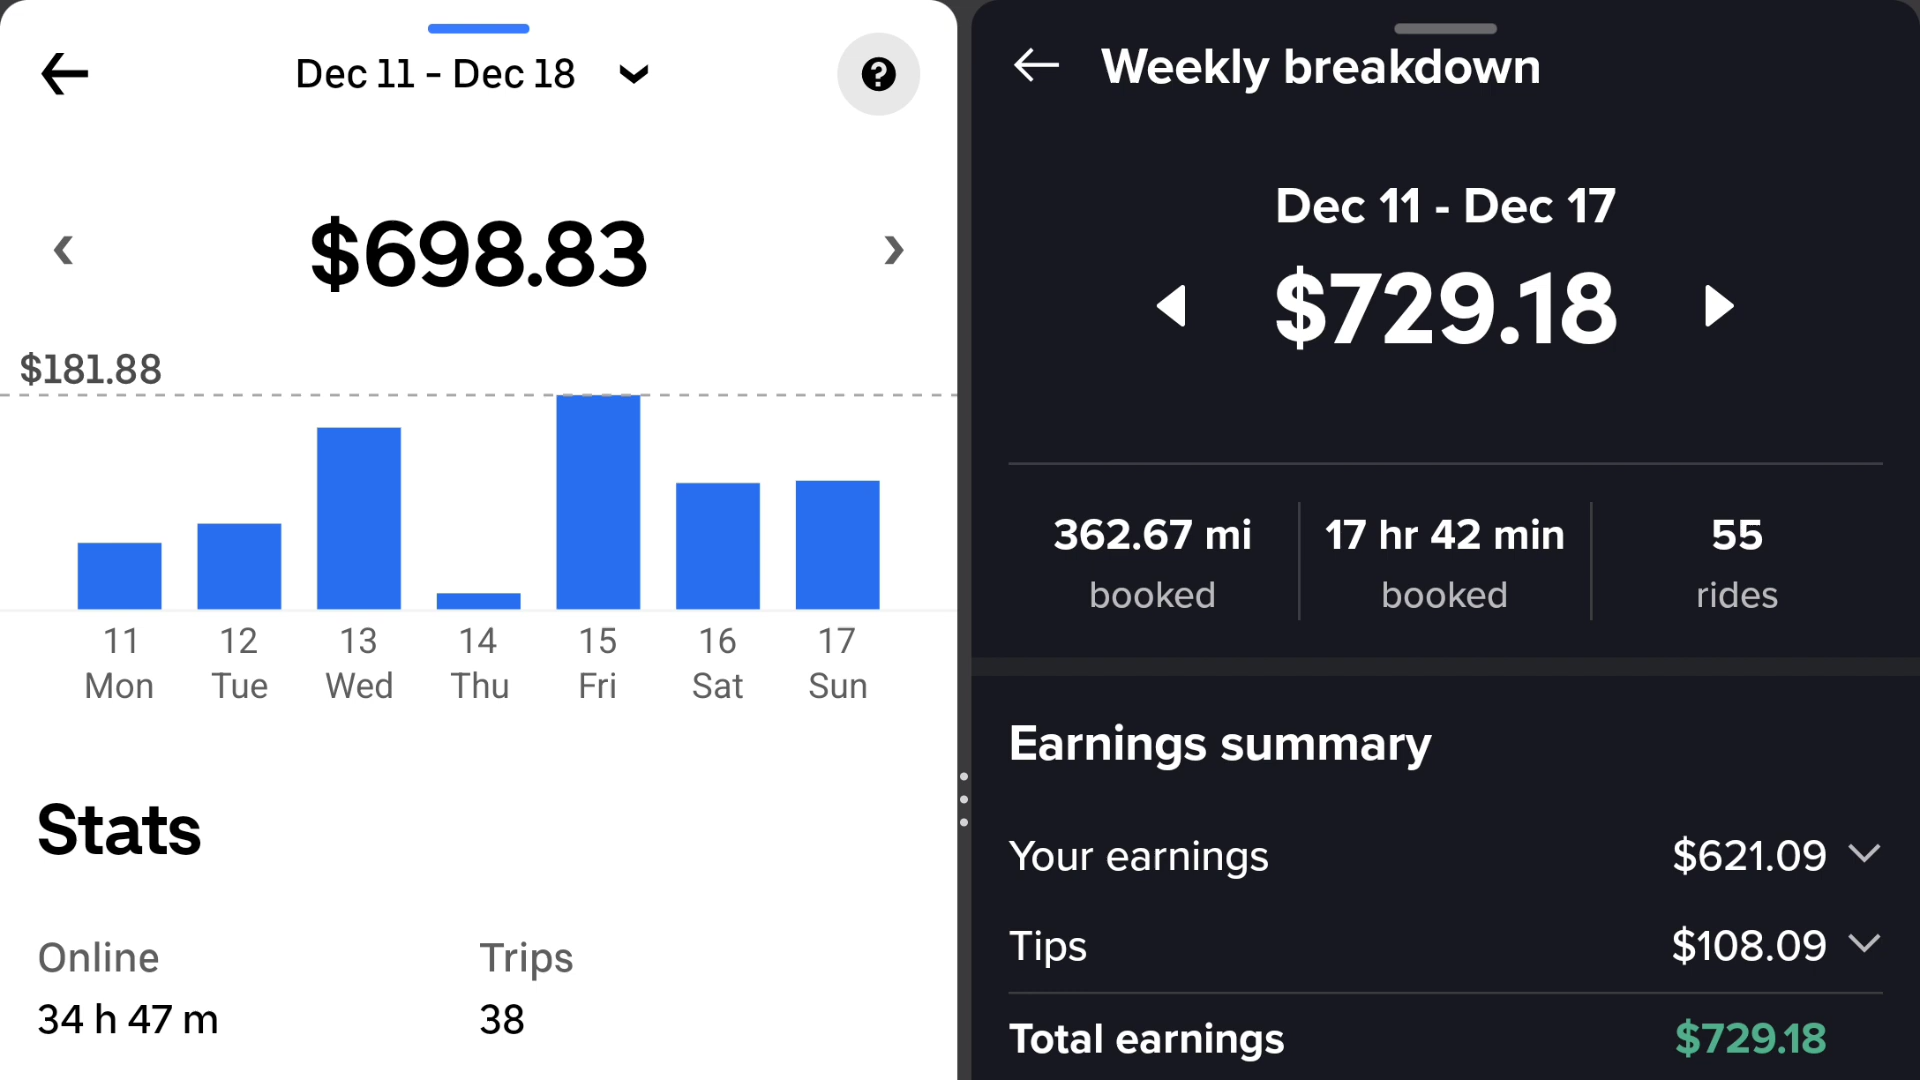 Dec 11 - Dec 18
$698.83
$181.88
11 12 13 14 15 16 17
Mon Tue Wed Thu Fri Sat Sun
Stats
Online Trips
34 h 47 m 38
Weekly breakdown
Dec 11 - Dec 17
$729.18
362.67 mi 17 hr 42 min 55
booked booked rides
Earnings summary
Your earnings $621.09
Tips $108.09
Total earnings $729.18